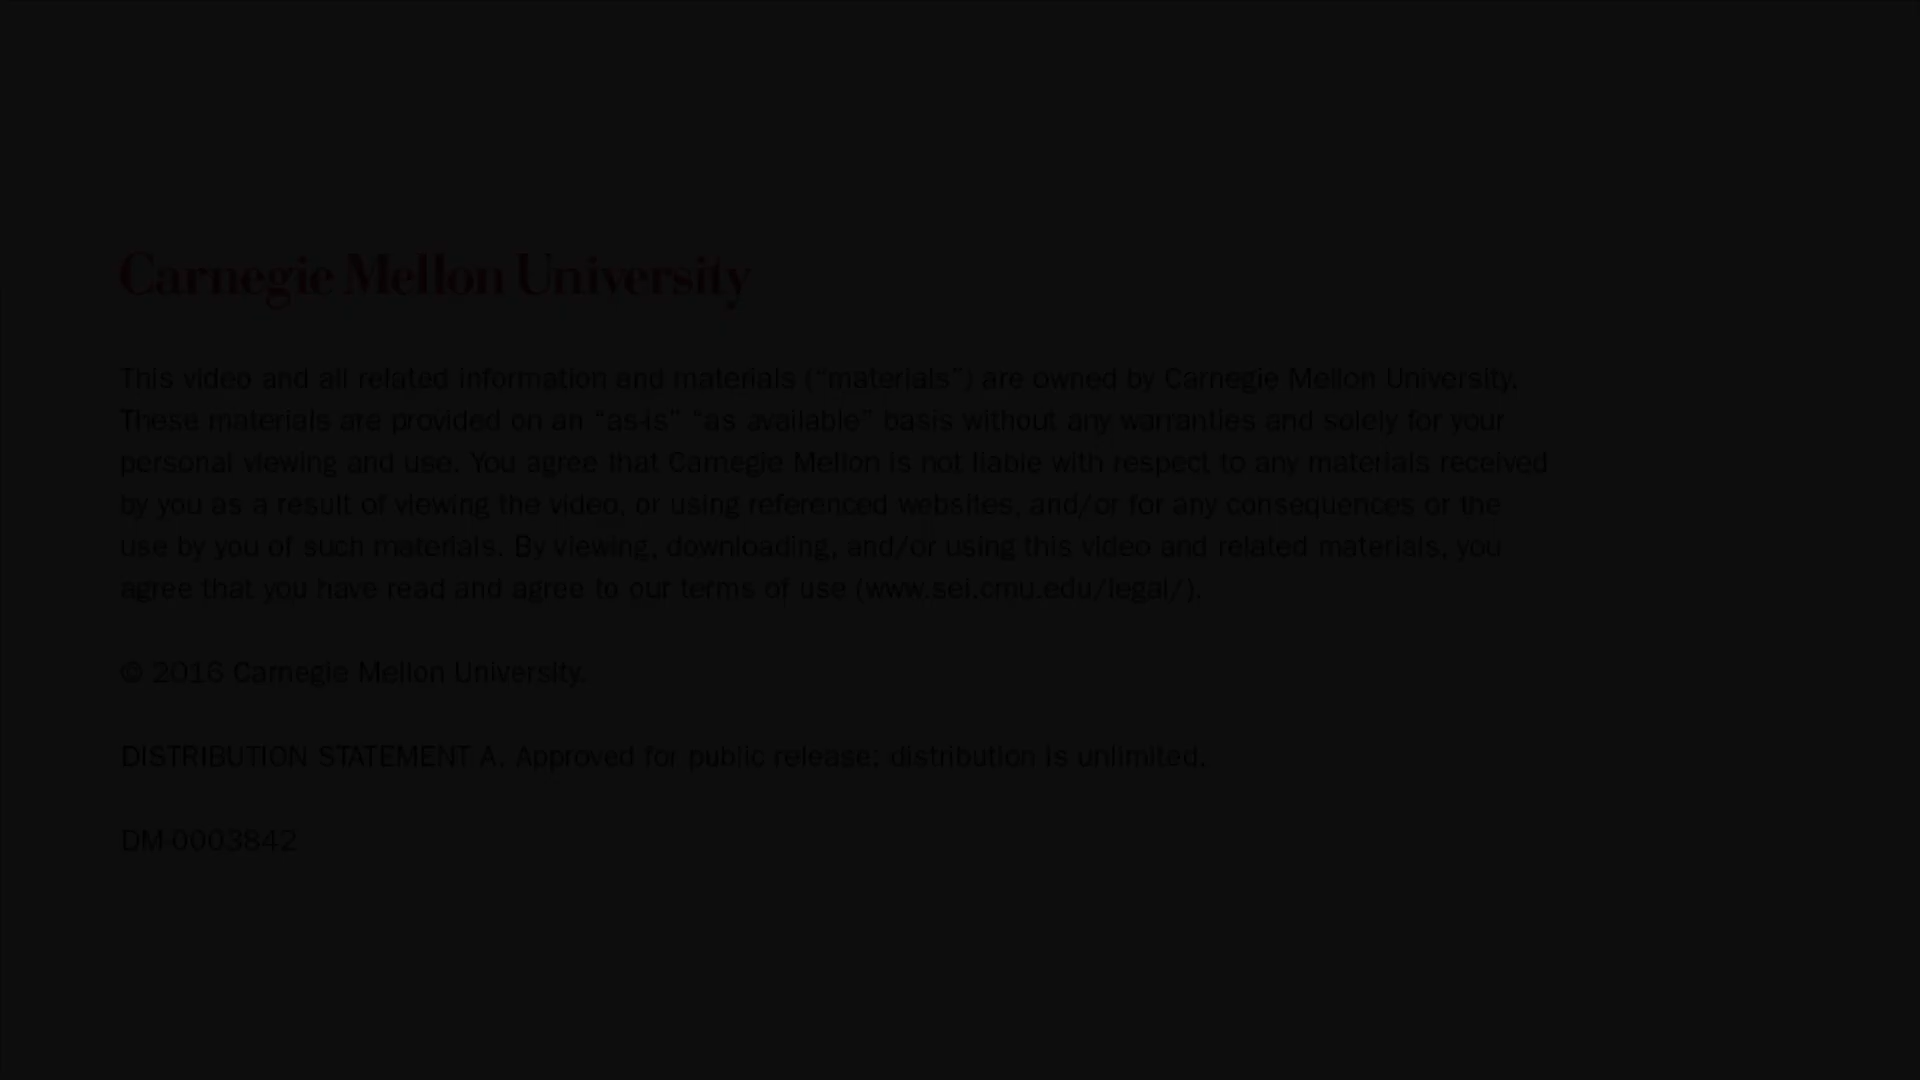 Carnegie Mellon University
This video and all related information and materials (“materials”) are owned by Carnegie Mellon University.
These materials are provided on an “as-is” “as available” basis without any warranties and solely for your
personal viewing and use. You agree that Carnegie Mellon is not liable with respect to any materials received
by you as a result of viewing the video, or using referenced websites, and/or for any consequences or the
use by you of such materials. By viewing, downloading, and/or using this video and related materials, you
agree that you have read and agree to our terms of use (www.sei.cmu.edu/legal/).
© 2016 Carnegie Mellon University.
DISTRIBUTION STATEMENT A. Approved for public release: distribution is unlimited.
DM-0003842